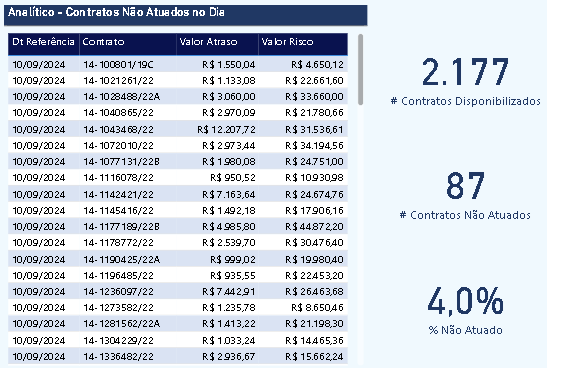 Analítico - Contratos Não Atuados no Dia
Dt Referência Contrato Valor Atraso Valor Risco
10/09/2024 14-100801/19C R$ 1.550,04 R$ 4.650,12
10/09/2024 14-1021261/22 R$ 1.133,08 R$ 22.661,60
10/09/2024 14-1028488/22A R$ 3.060,00 R$ 33.660,00
10/09/2024 14-1040865/22 R$ 2.970,09 R$ 21.780,66
10/09/2024 14-1043468/22 R$ 12.207,72 R$ 31.536,61
10/09/2024 14-1072010/22 R$ 2.973,44 R$ 34.194,56
10/09/2024 14-1077131/22B R$ 1.980,08 R$ 24.751,00
10/09/2024 14-1116078/22 R$ 950,52 R$ 10.930,98
10/09/2024 14-1142421/22 R$ 7.163,64 R$ 24.674,76
10/09/2024 14-1145416/22 R$ 1.492,18 R$ 17.906,16
10/09/2024 14-1177189/22B R$ 4.985,80 R$ 44.872,20
10/09/2024 14-1178772/22 R$ 2.539,70 R$ 30.476,40
10/09/2024 14-1190425/22A R$ 999,02 R$ 19.980,40
10/09/2024 14-1196485/22 R$ 935,55 R$ 22.453,20
10/09/2024 14-1236097/22 R$ 7.442,91 R$ 26.463,68
10/09/2024 14-1273582/22 R$ 1.235,78 R$ 8.650,46
10/09/2024 14-1281562/22A R$ 1.413,22 R$ 21.198,30
10/09/2024 14-1304229/22 R$ 1.033,24 R$ 14.465,36
10/09/2024 14-1336482/22 R$ 2.936,67 R$ 15.662,24
2.177
# Contratos Disponibilizados
87
# Contratos Não Atuados
4,0%
% Não Atuado